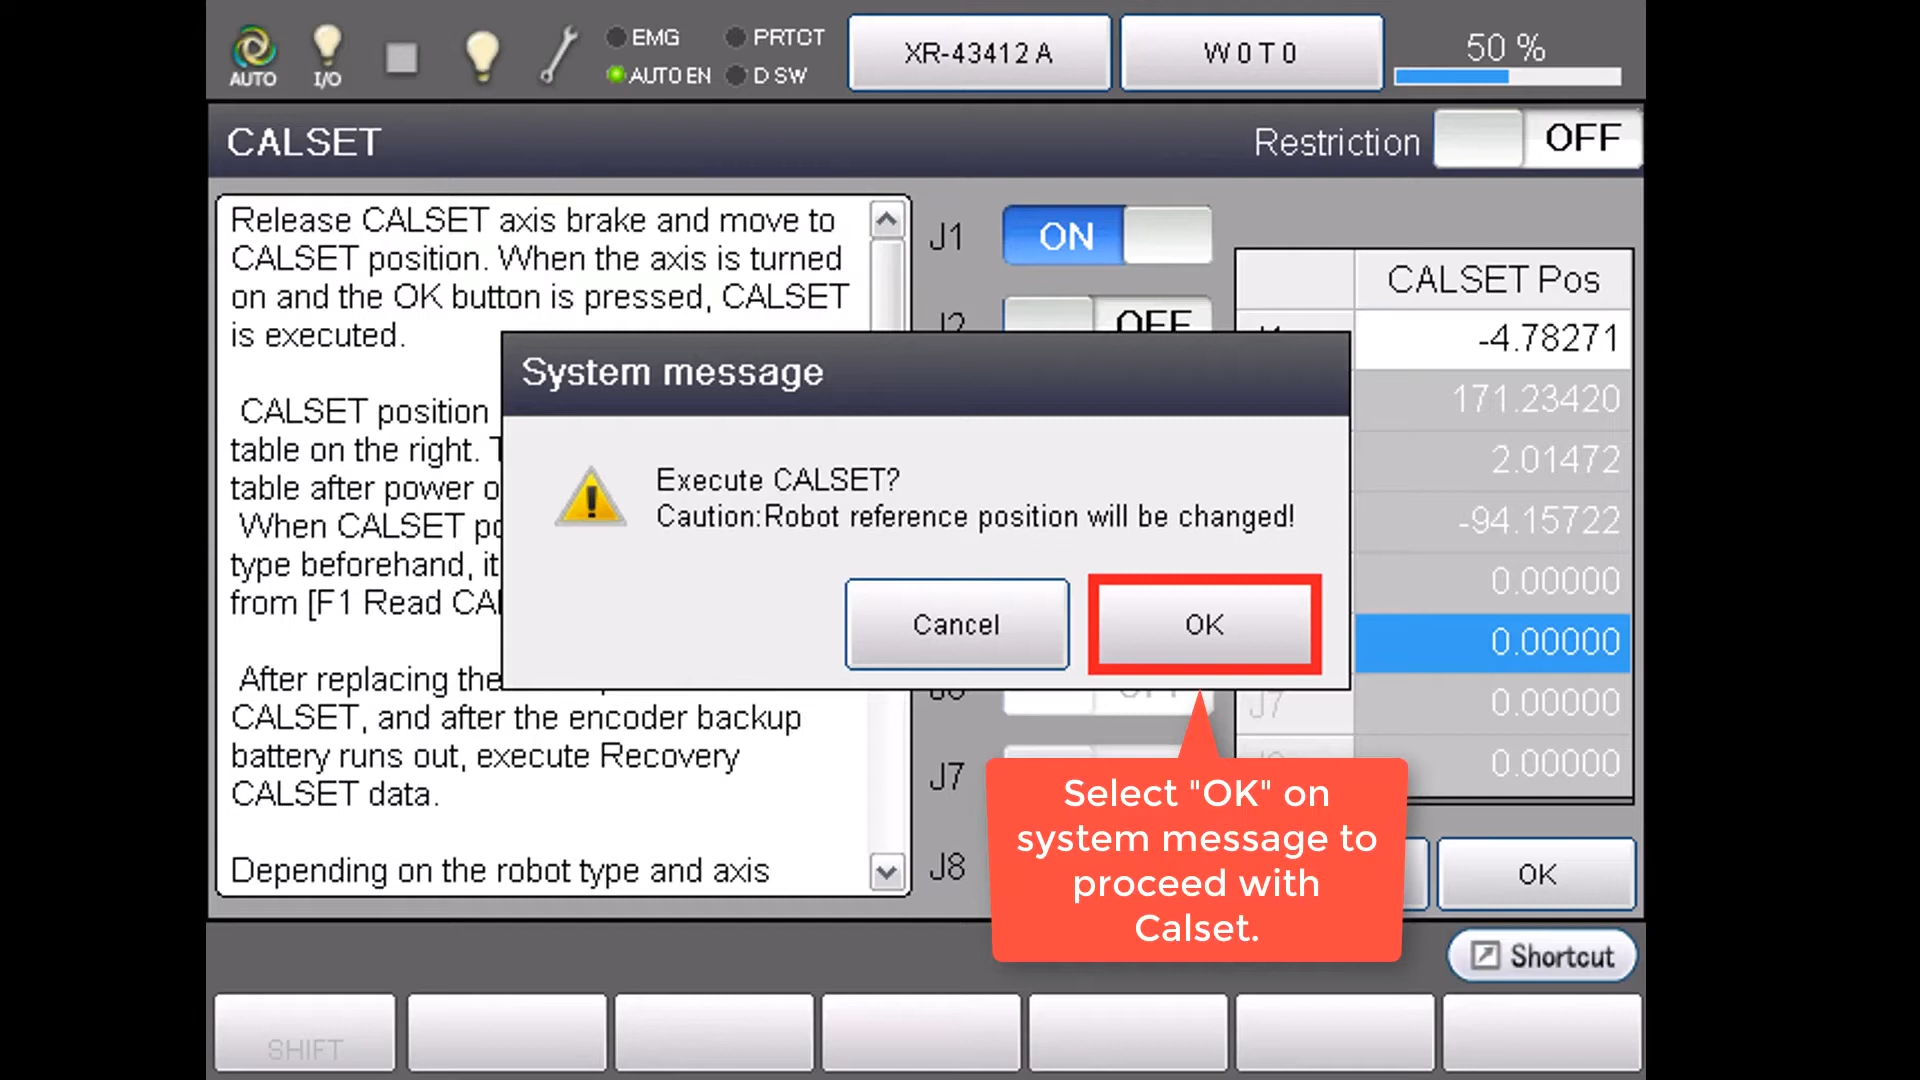 AUTO
I/O
EMG
PRTCT
AUTO EN
D SW
XR-43412 A
W 0 T 0
50 %
CALSET
Restriction
OFF
Release CALSET axis brake and move to
CALSET position. When the axis is turned
on and the OK button is pressed, CALSET
is executed.
CALSET position
table on the right.
table after power
When CALSET
type beforehand, it
from [F1 Read
After replacing the
CALSET, and after the encoder backup
battery runs out, execute Recovery
CALSET data.
Depending on the robot type and axis
J1
ON
J2
OFF
J7
J8
CALSET Pos
-4.78271
171.23420
2.01472
-94.15722
0.00000
0.00000
J7
0.00000
0.00000
System message
Execute CALSET?
Caution:Robot reference position will be changed!
Cancel
OK
Select "OK" on
system message to
proceed with
Calset.
OK
Shortcut
SHIFT